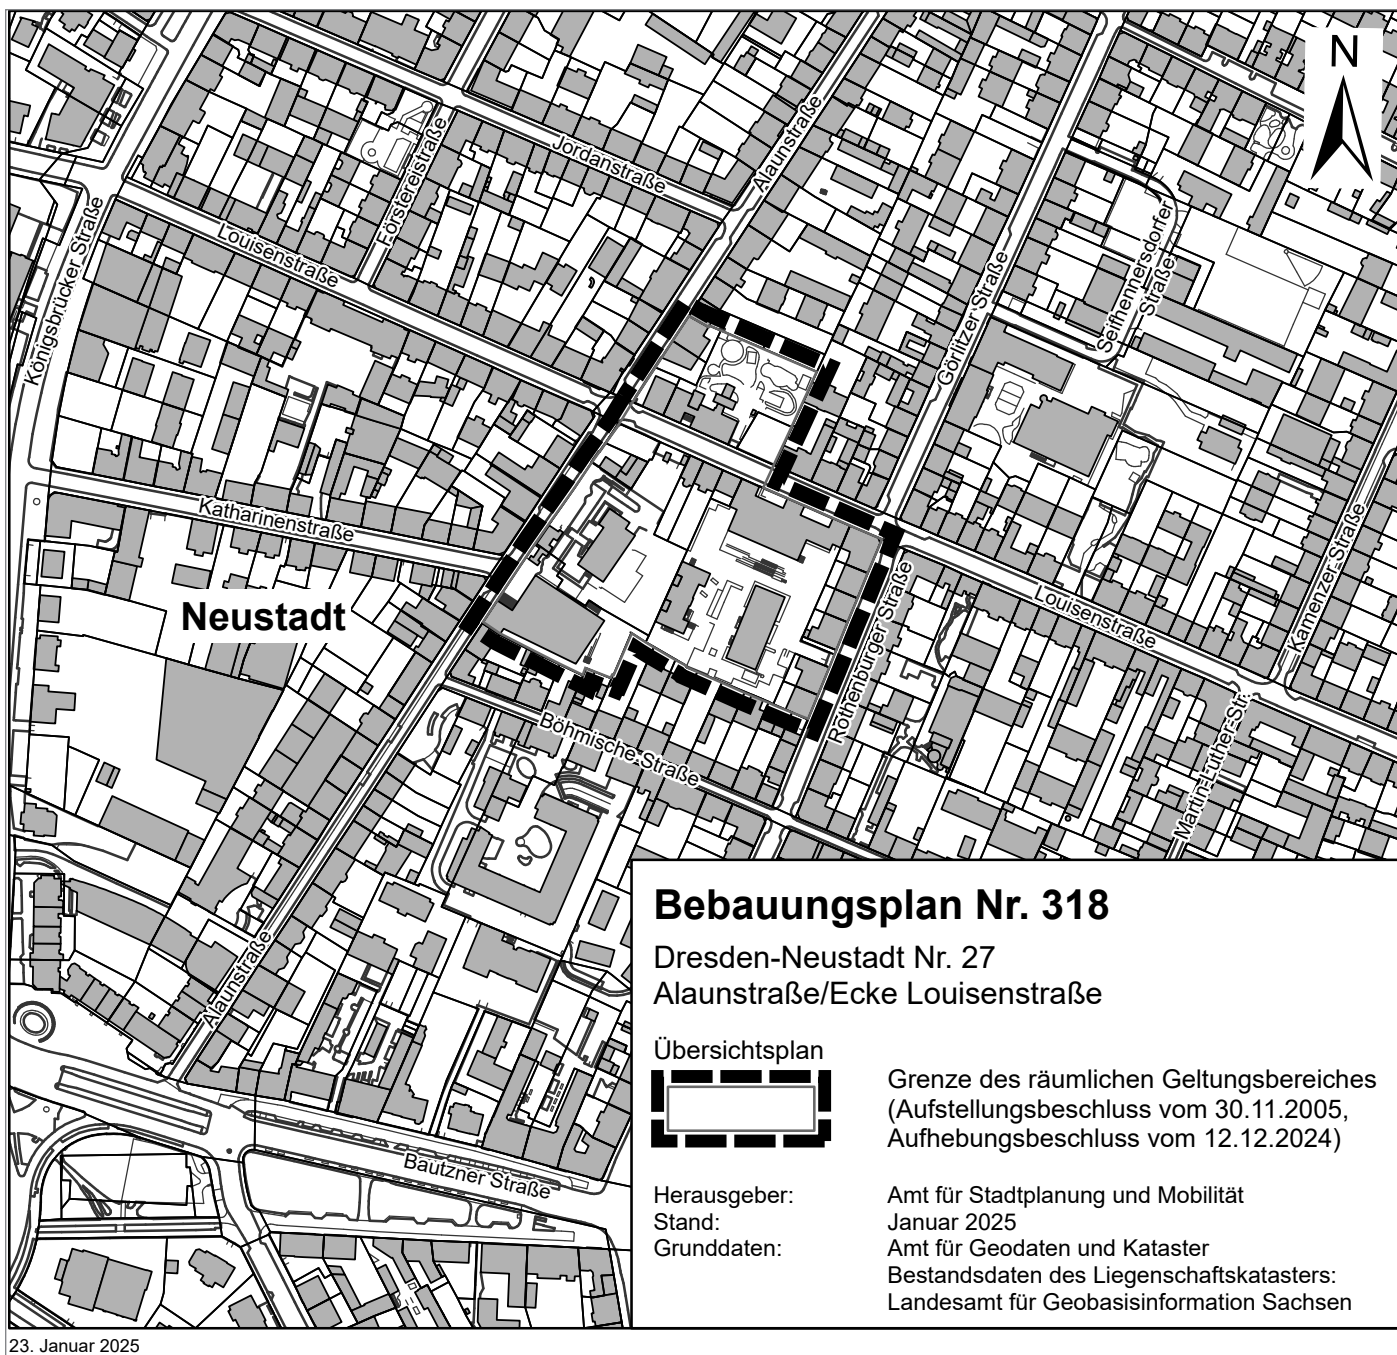 N
Jordanstraße
Alaunstraße
Förstereistraße
Louisenstraße
Königsbrücker Straße
Görlitzer Straße
Seifhennersdorfer
Straße
Katharinenstraße
Neustadt
Rothenburger Straße
Louisenstraße
Kamenzer Straße
Martin-Luther-Str.
Böhmische Straße
Alaunstraße
Bautzner Straße
Bebauungsplan Nr. 318
Dresden-Neustadt Nr. 27
Alaunstraße/Ecke Louisenstraße
Übersichtsplan
Grenze des räumlichen Geltungsbereiches
(Aufstellungsbeschluss vom 30.11.2005,
Aufhebungsbeschluss vom 12.12.2024)
Herausgeber: Amt für Stadtplanung und Mobilität
Stand: Januar 2025
Grunddaten: Amt für Geodaten und Kataster
Bestandsdaten des Liegenschaftskatasters:
Landesamt für Geobasisinformation Sachsen
23. Januar 2025